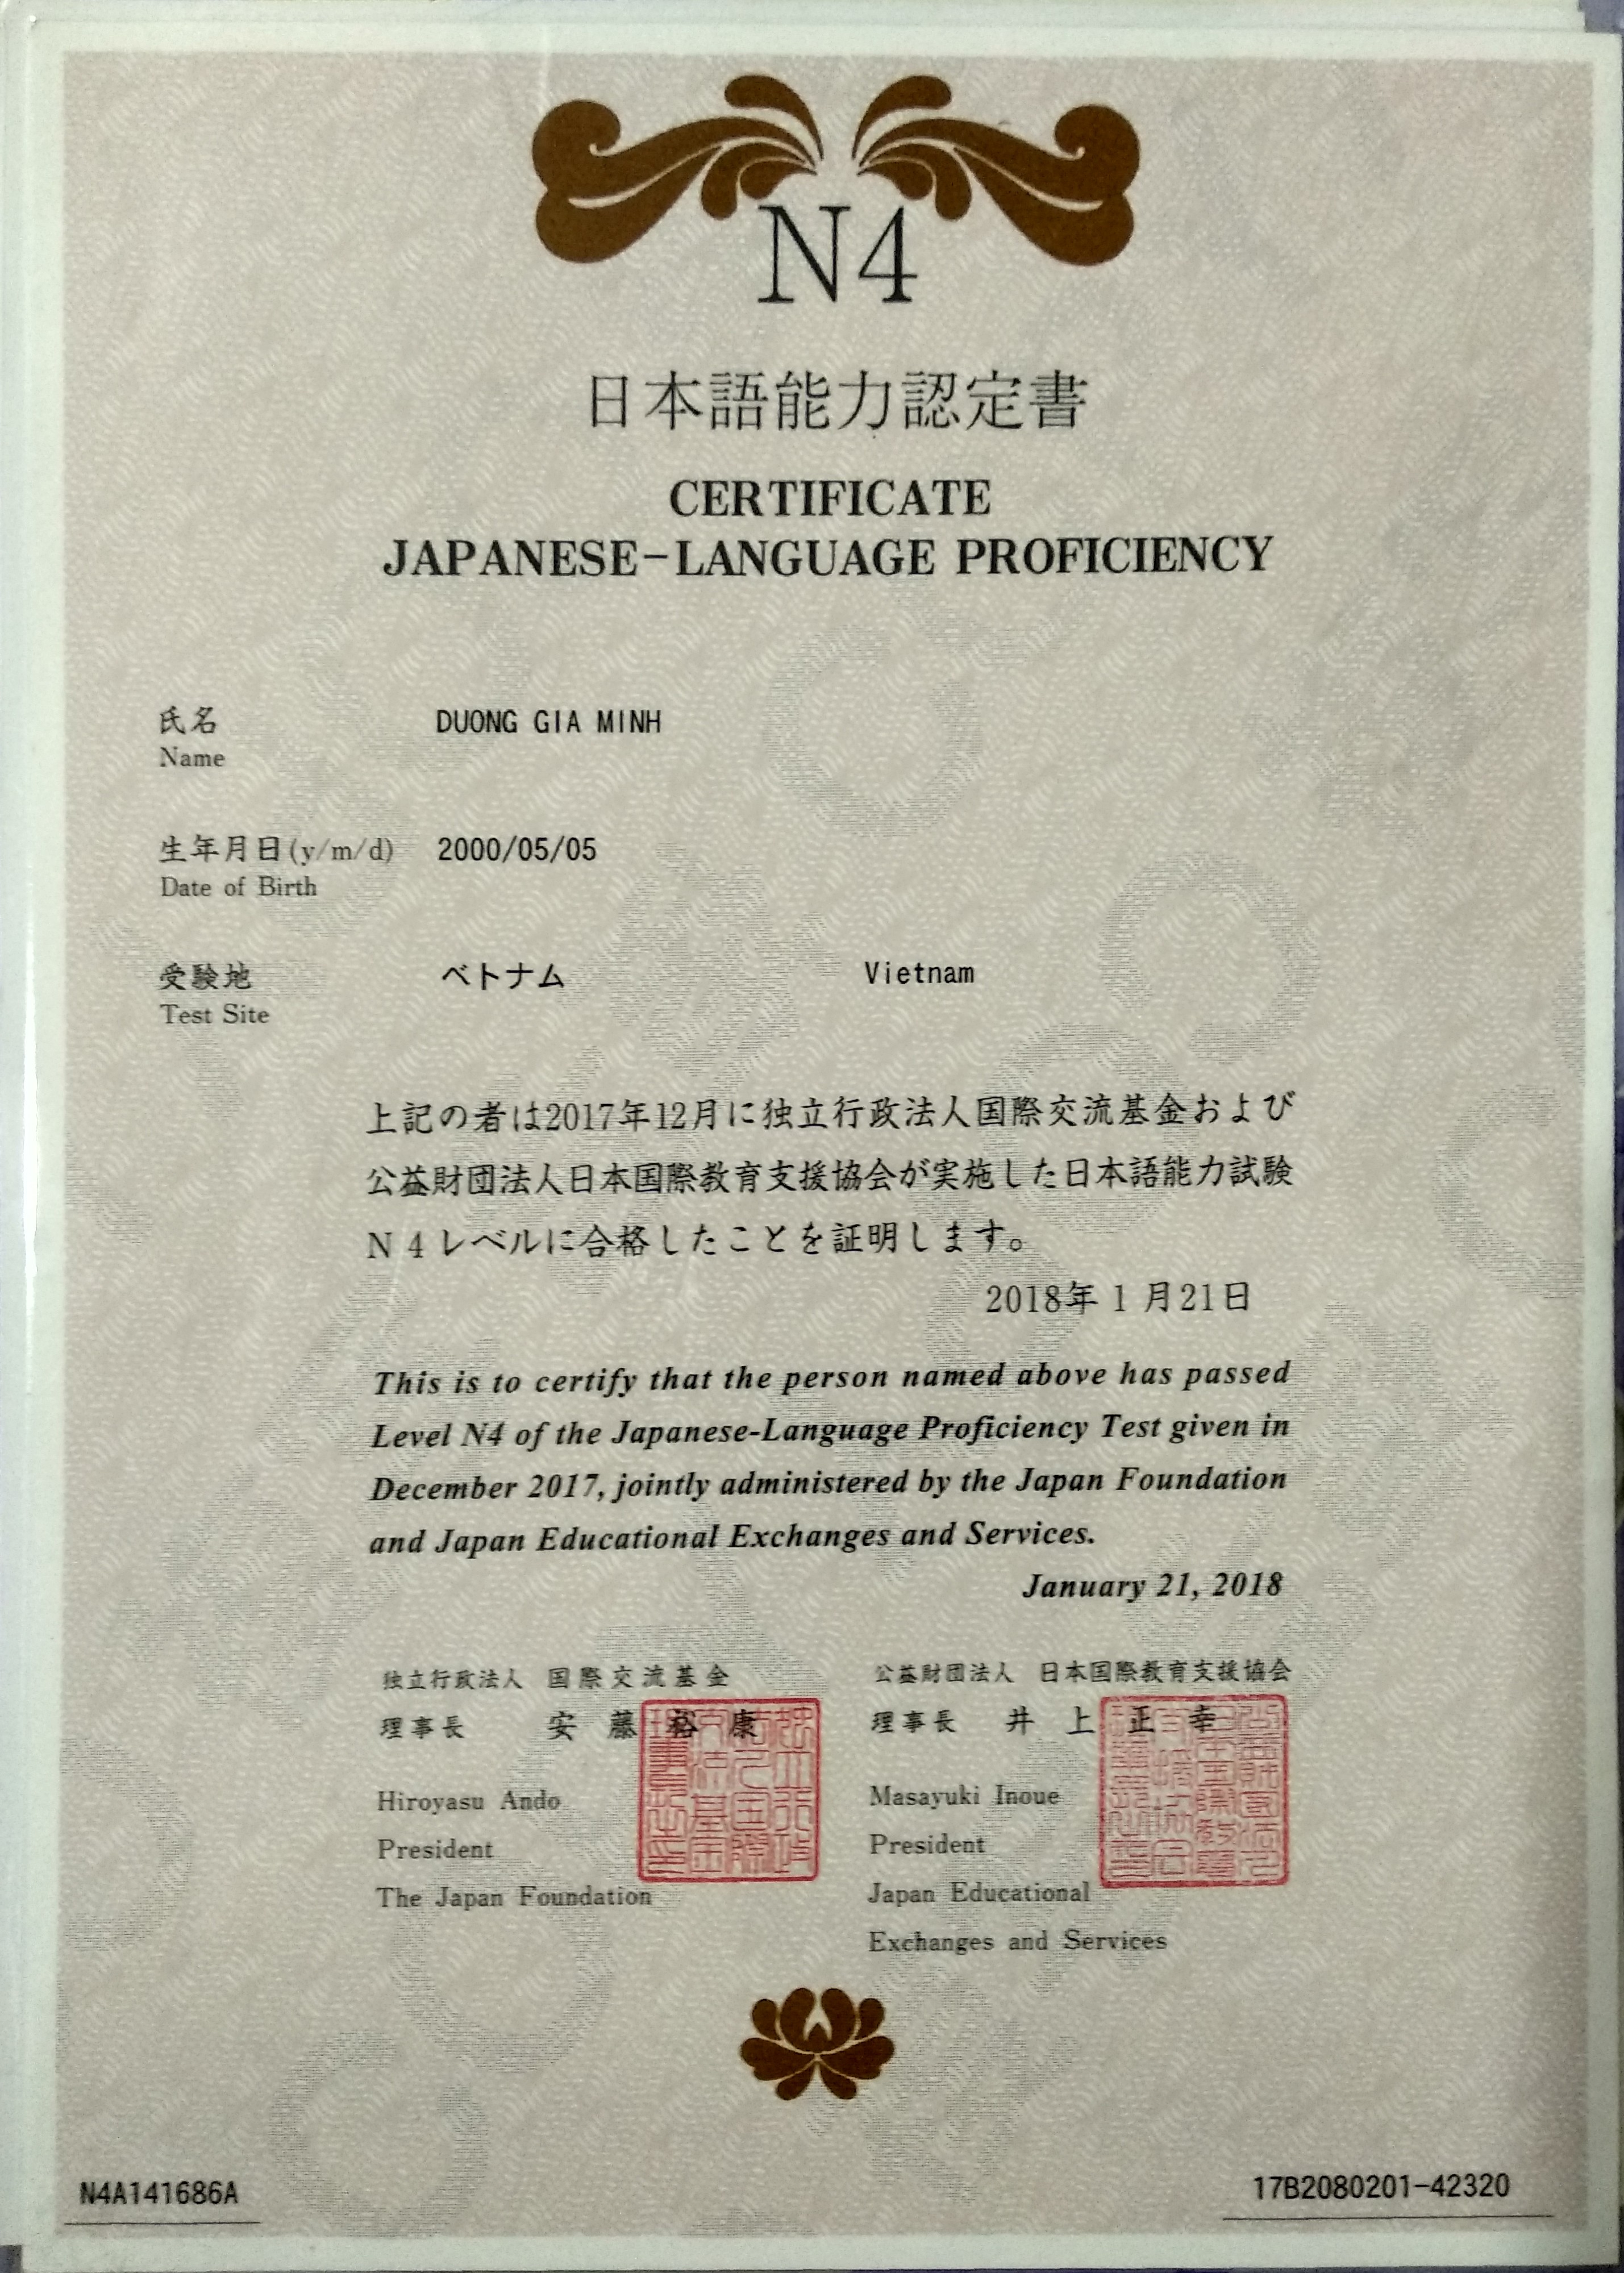 N4
日本語能力認定書
CERTIFICATE
JAPANESE-LANGUAGE PROFICIENCY
氏名 DUONG GIA MINH
Name
生年月日(y/m/d) 2000/05/05
Date of Birth
受験地 ベトナム Vietnam
Test Site
上記の者は2017年12月に独立行政法人国際交流基金および
公益財団法人日本国際教育支援協会が実施した日本語能力試験
N4レベルに合格したことを証明します。
2018年1月21日
This is to certify that the person named above has passed
Level N4 of the Japanese-Language Proficiency Test given in
December 2017, jointly administered by the Japan Foundation
and Japan Educational Exchanges and Services.
January 21, 2018
独立行政法人 国際交流基金
理事長 安藤裕康
Hiroyasu Ando
President
The Japan Foundation
公益財団法人 日本国際教育支援協会
理事長 井上正幸
Masayuki Inoue
President
Japan Educational
Exchanges and Services
N4A141686A
17B2080201-42320